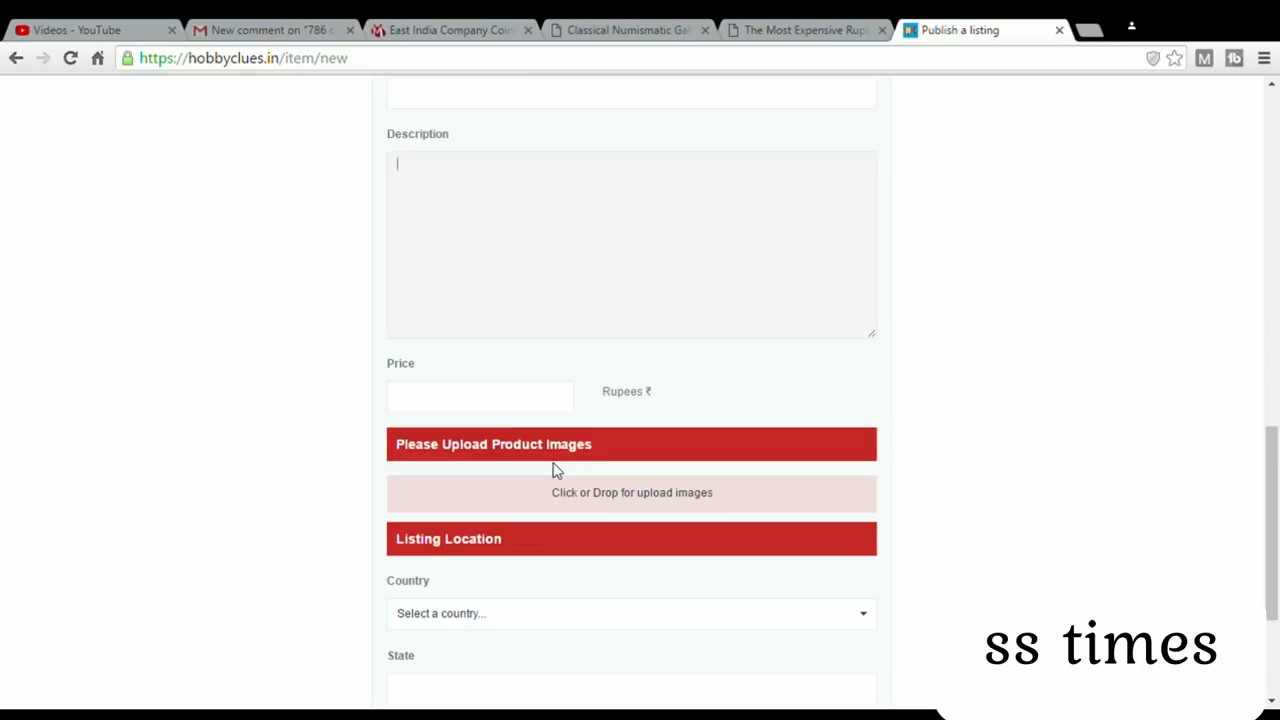 Videos - YouTube
New comment on "786 c
East India Company Coin
Classical Numismatic Gal
The Most Expensive Rup
Publish a listing
https://hobbyclues.in/item/new
Description
Price
Rupees ₹
Please Upload Product Images
Click or Drop for upload images
Listing Location
Country
Select a country...
State
ss times